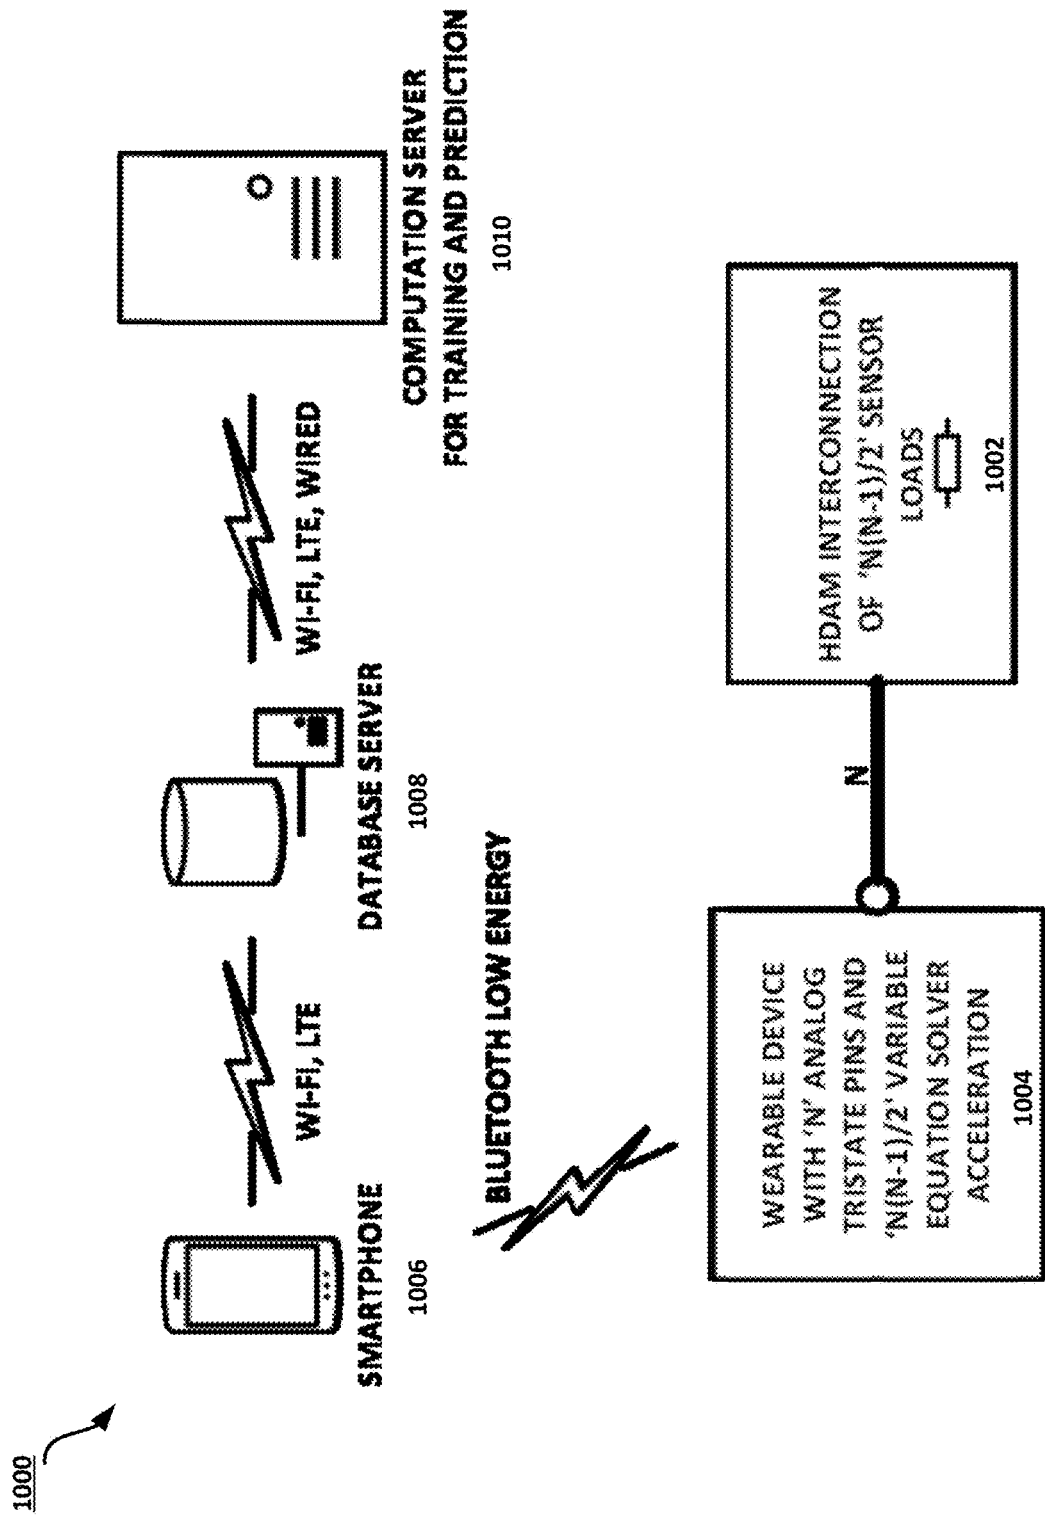 1000
SMARTPHONE
1006
WI-FI, LTE
DATABASE SERVER
1008
WI-FI, LTE, WIRED
COMPUTATION SERVER
FOR TRAINING AND PREDICTION
1010
BLUETOOTH LOW ENERGY
WEARABLE DEVICE
WITH 'N' ANALOG
TRISTATE PINS AND
'N(N-1)/2' VARIABLE
EQUATION SOLVER
ACCELERATION
1004
N
HDAM INTERCONNECTION
OF 'N(N-1)/2' SENSOR
LOADS
1002